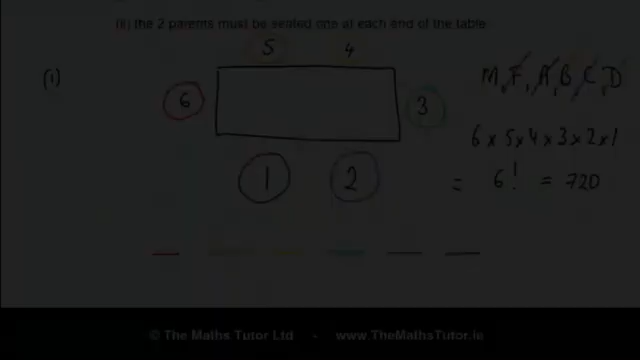 (ii) the 2 parents must be seated one at each end of the table.
(i)
5 4
6
3
1 2
M, F, A, B, C, D
6 x 5 x 4 x 3 x 2 x 1
= 6! = 720
© The Maths Tutor Ltd - www.TheMathsTutor.ie